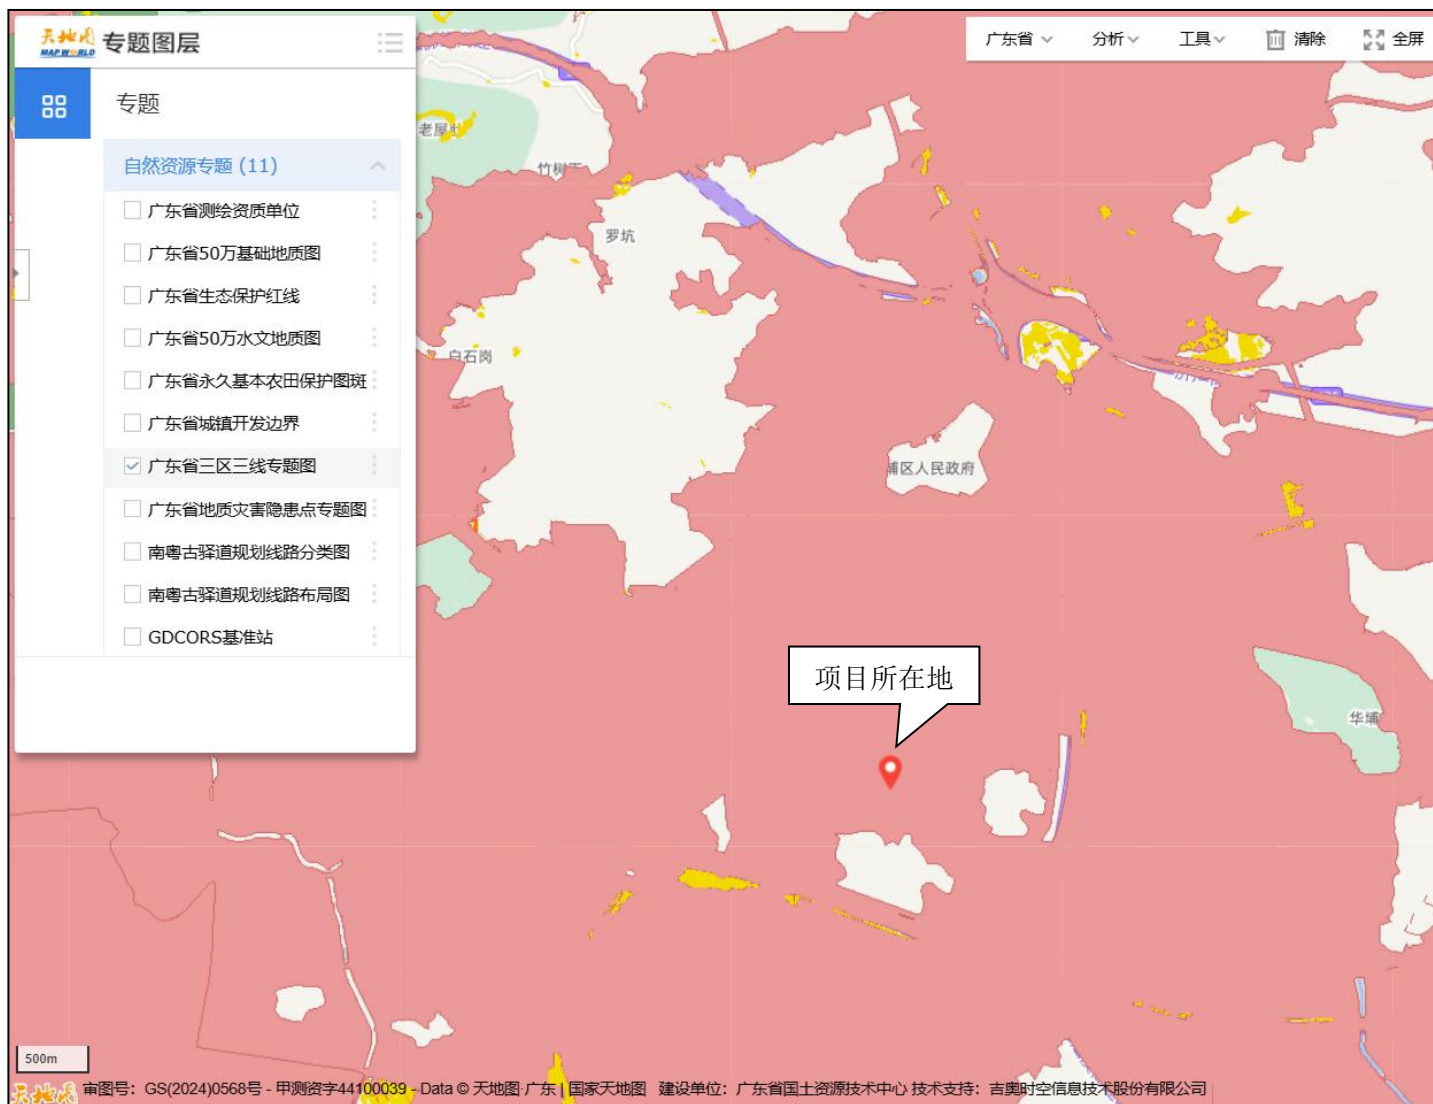 天地图
MAP WORLD
专题图层
广东省
分析
工具
清除
全屏
专题
自然资源专题 (11)
广东省测绘资质单位
广东省50万基础地质图
广东省生态保护红线
广东省50万水文地质图
广东省永久基本农田保护图斑
广东省城镇开发边界
广东省三区三线专题图
广东省地质灾害隐患点专题图
南粤古驿道规划线路分类图
南粤古驿道规划线路布局图
GDCORS基准站
老屋
竹树
罗坑
白石岗
埔区人民政府
项目所在地
华埔
500m
天地图
审图号：GS(2024)0568号 - 甲测资字44100039 - Data © 天地图·广东 | 国家天地图 建设单位：广东省国土资源技术中心 技术支持：吉奥时空信息技术股份有限公司